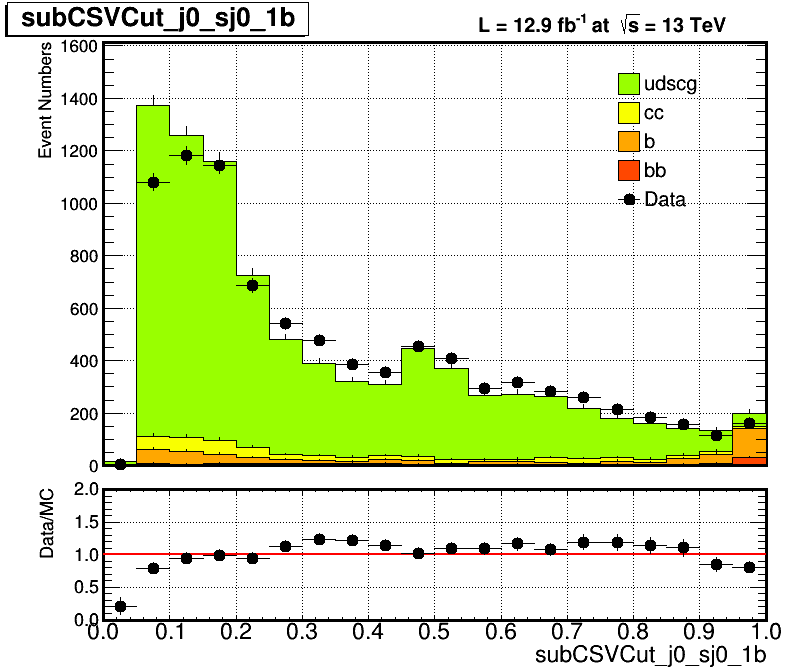 subCSVCut_j0_sj0_1b
L = 12.9 fb-1 at √s = 13 TeV
Event Numbers
1600
1400
1200
1000
800
600
400
200
0
udscg
cc
b
bb
Data
Data/MC
2.0
1.5
1.0
0.5
0.0
0.0 0.1 0.2 0.3 0.4 0.5 0.6 0.7 0.8 0.9 1.0
subCSVCut_j0_sj0_1b